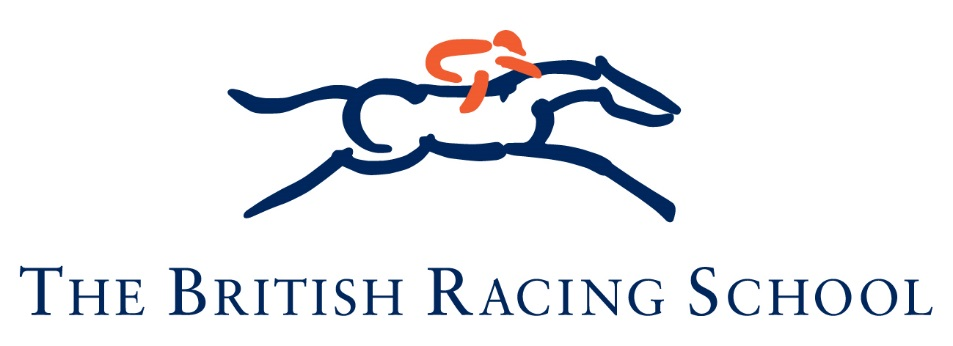 THE BRITISH RACING SCHOOL